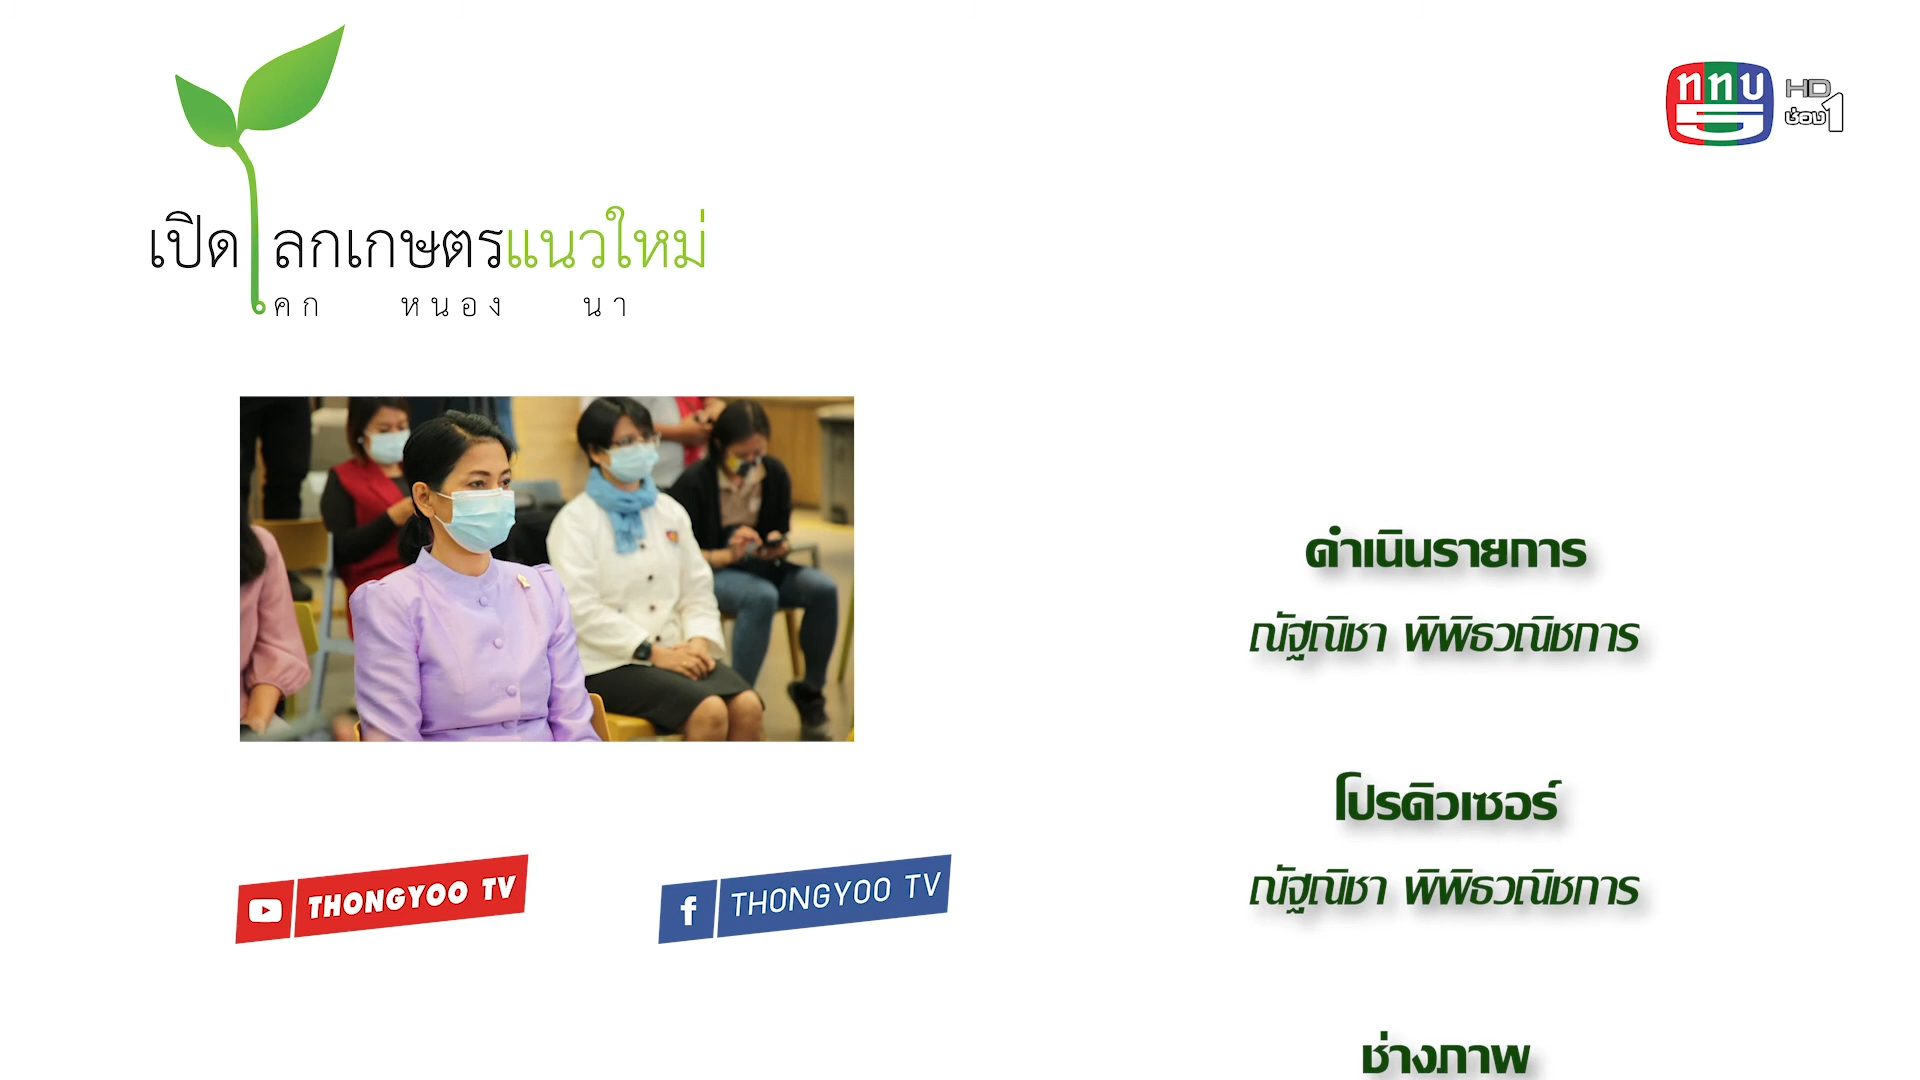 ททบ
5
HD
ช่อง1
เปิดโลกเกษตรแนวใหม่
โคก หนอง นา
ดำเนินรายการ
ณัฐณิชา พิพิธวณิชการ
โปรดิวเซอร์
ณัฐณิชา พิพิธวณิชการ
THONGYOO TV
f THONGYOO TV
ช่างภาพ